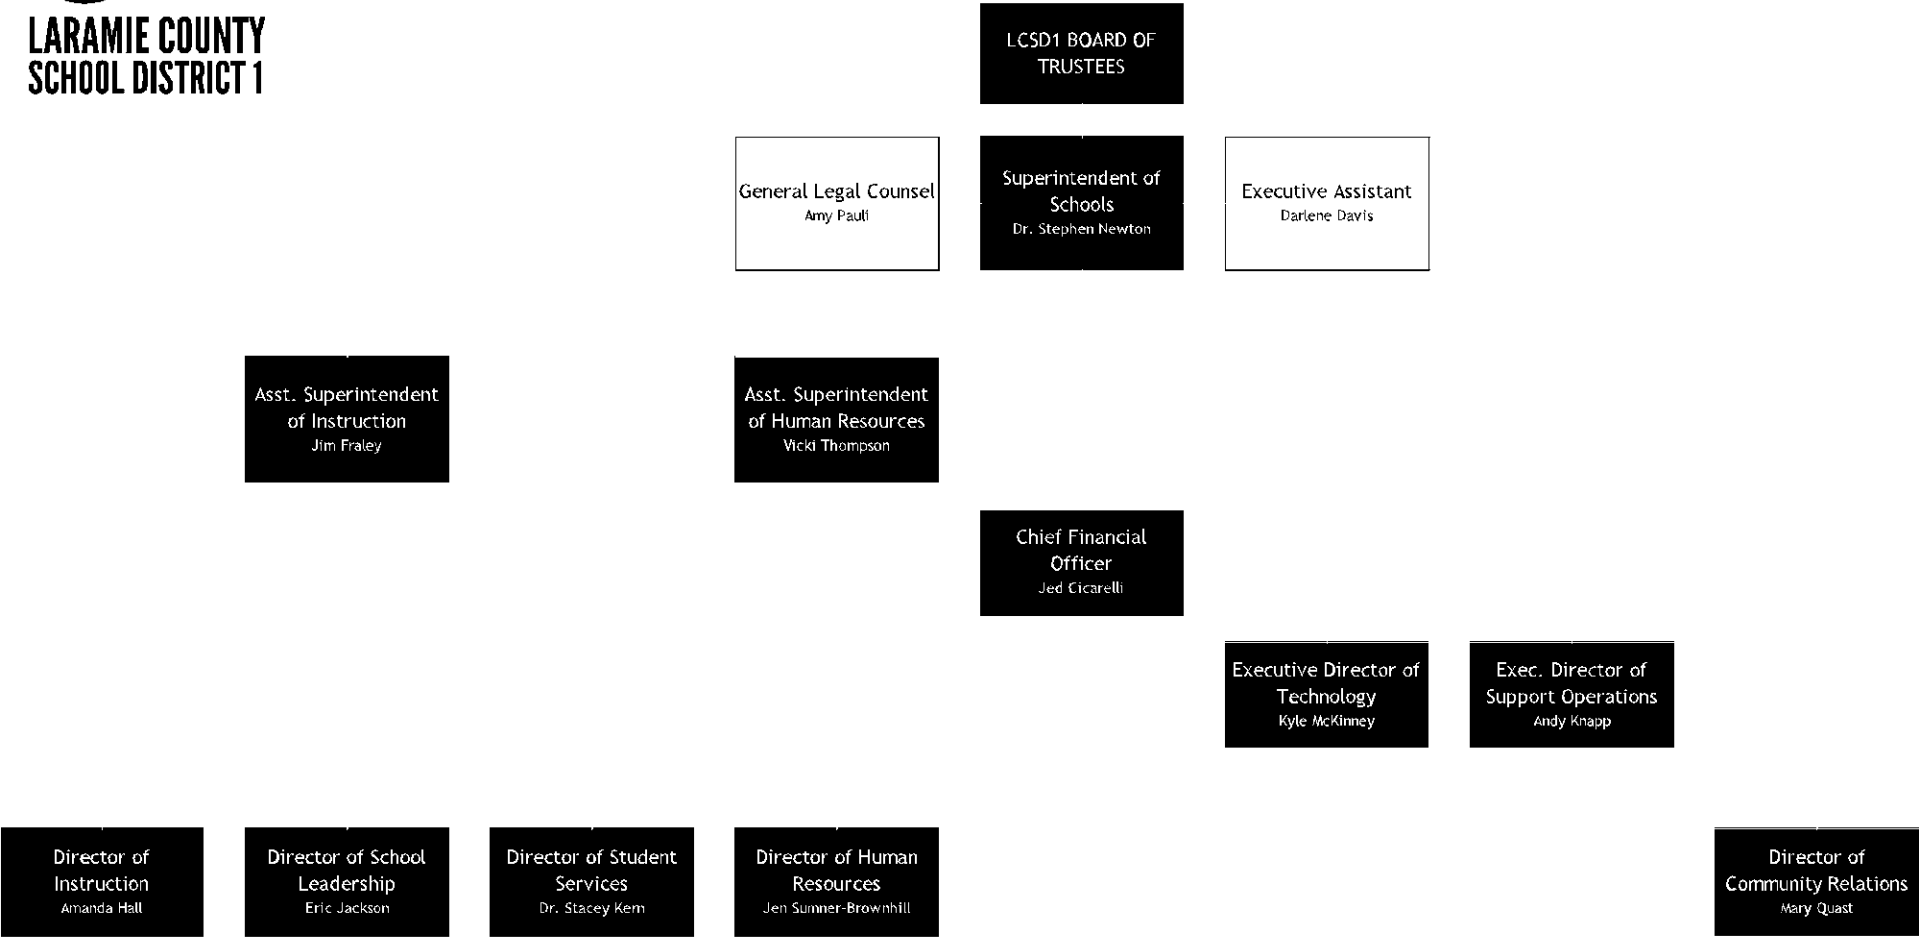 LARAMIE COUNTY
SCHOOL DISTRICT 1
LCSD1 BOARD OF
TRUSTEES
General Legal Counsel
Amy Pauli
Superintendent of
Schools
Dr. Stephen Newton
Executive Assistant
Darlene Davis
Asst. Superintendent
of Instruction
Jim Fraley
Asst. Superintendent
of Human Resources
Vicki Thompson
Chief Financial
Officer
Jed Cicarelli
Executive Director of
Technology
Kyle McKinney
Exec. Director of
Support Operations
Andy Knapp
Director of
Instruction
Amanda Hall
Director of School
Leadership
Eric Jackson
Director of Student
Services
Dr. Stacey Kern
Director of Human
Resources
Jen Sumner-Brownhill
Director of
Community Relations
Mary Quast